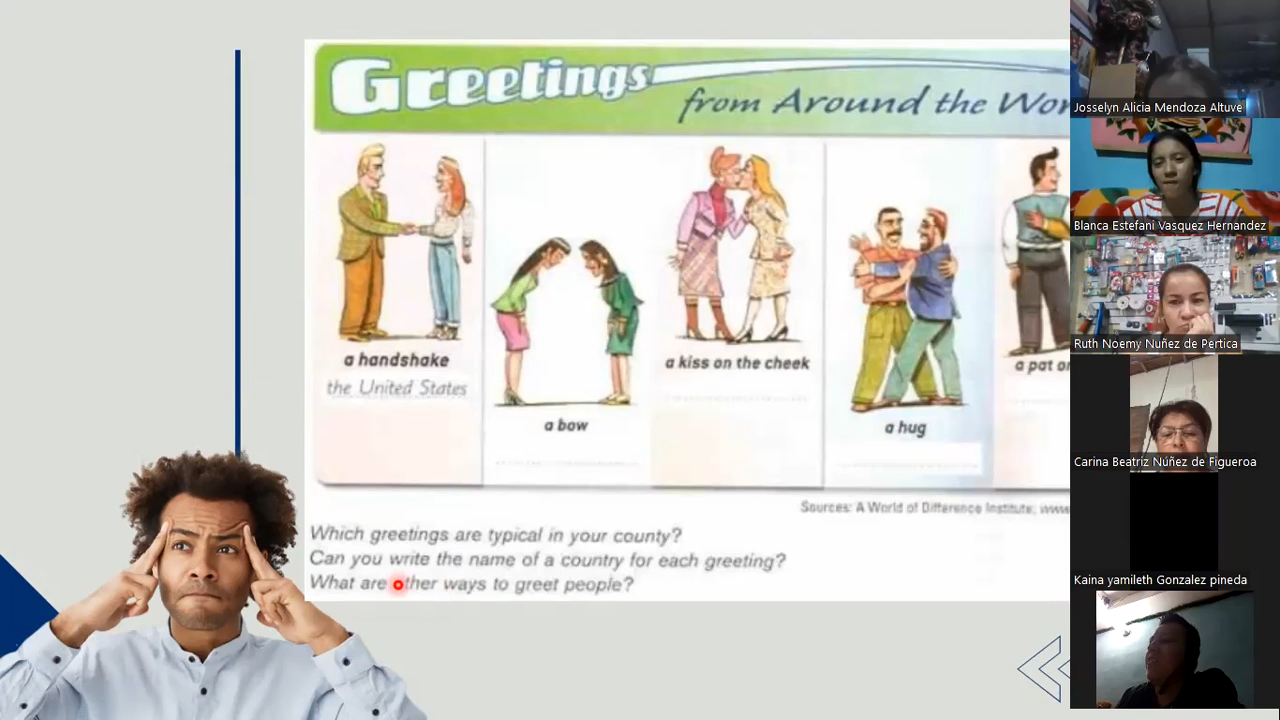 Greetings
from Around the Wor
a handshake
the United States
a bow
a kiss on the cheek
a hug
a pat
Sources: A World of Difference Institute, www
Which greetings are typical in your county?
Can you write the name of a country for each greeting?
What are other ways to greet people?
Josselyn Alicia Mendoza Altuve
Blanca Estefani Vasquez Hernandez
Ruth Noemy Nuñez de Pertica
Carina Beatriz Núñez de Figueroa
Kaina yamileth Gonzalez pineda